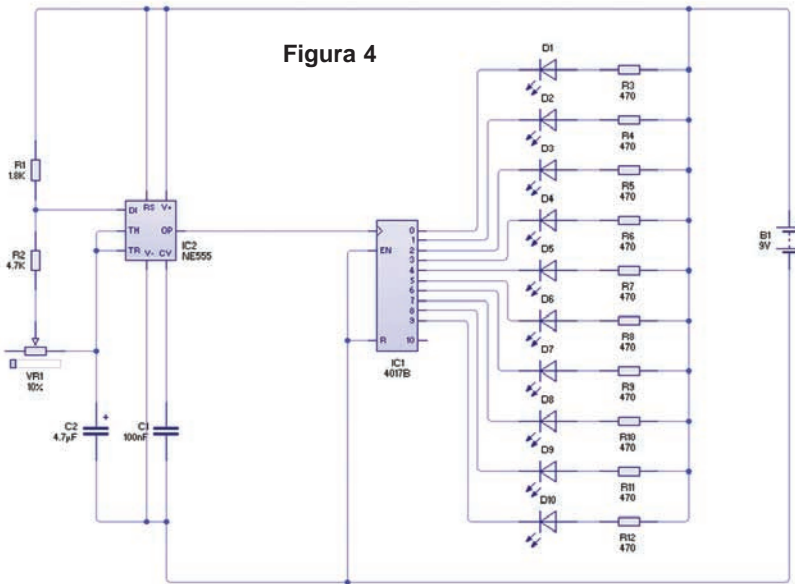 Figura 4
D1
R3
470
D2
R4
470
D3
R5
470
D4
R6
470
D5
R7
470
D6
R8
470
D7
R9
470
D8
R10
470
D9
R11
470
D10
R12
470
R1
1.8K
R2
4.7K
VR1
10%
C2
4.7µF
+
C1
100nF
DI
RS
V+
TH
OP
TR
V-
CV
IC2
NE555
EN
R
0
1
2
3
4
5
6
7
8
9
10
IC1
4017B
B1
9V